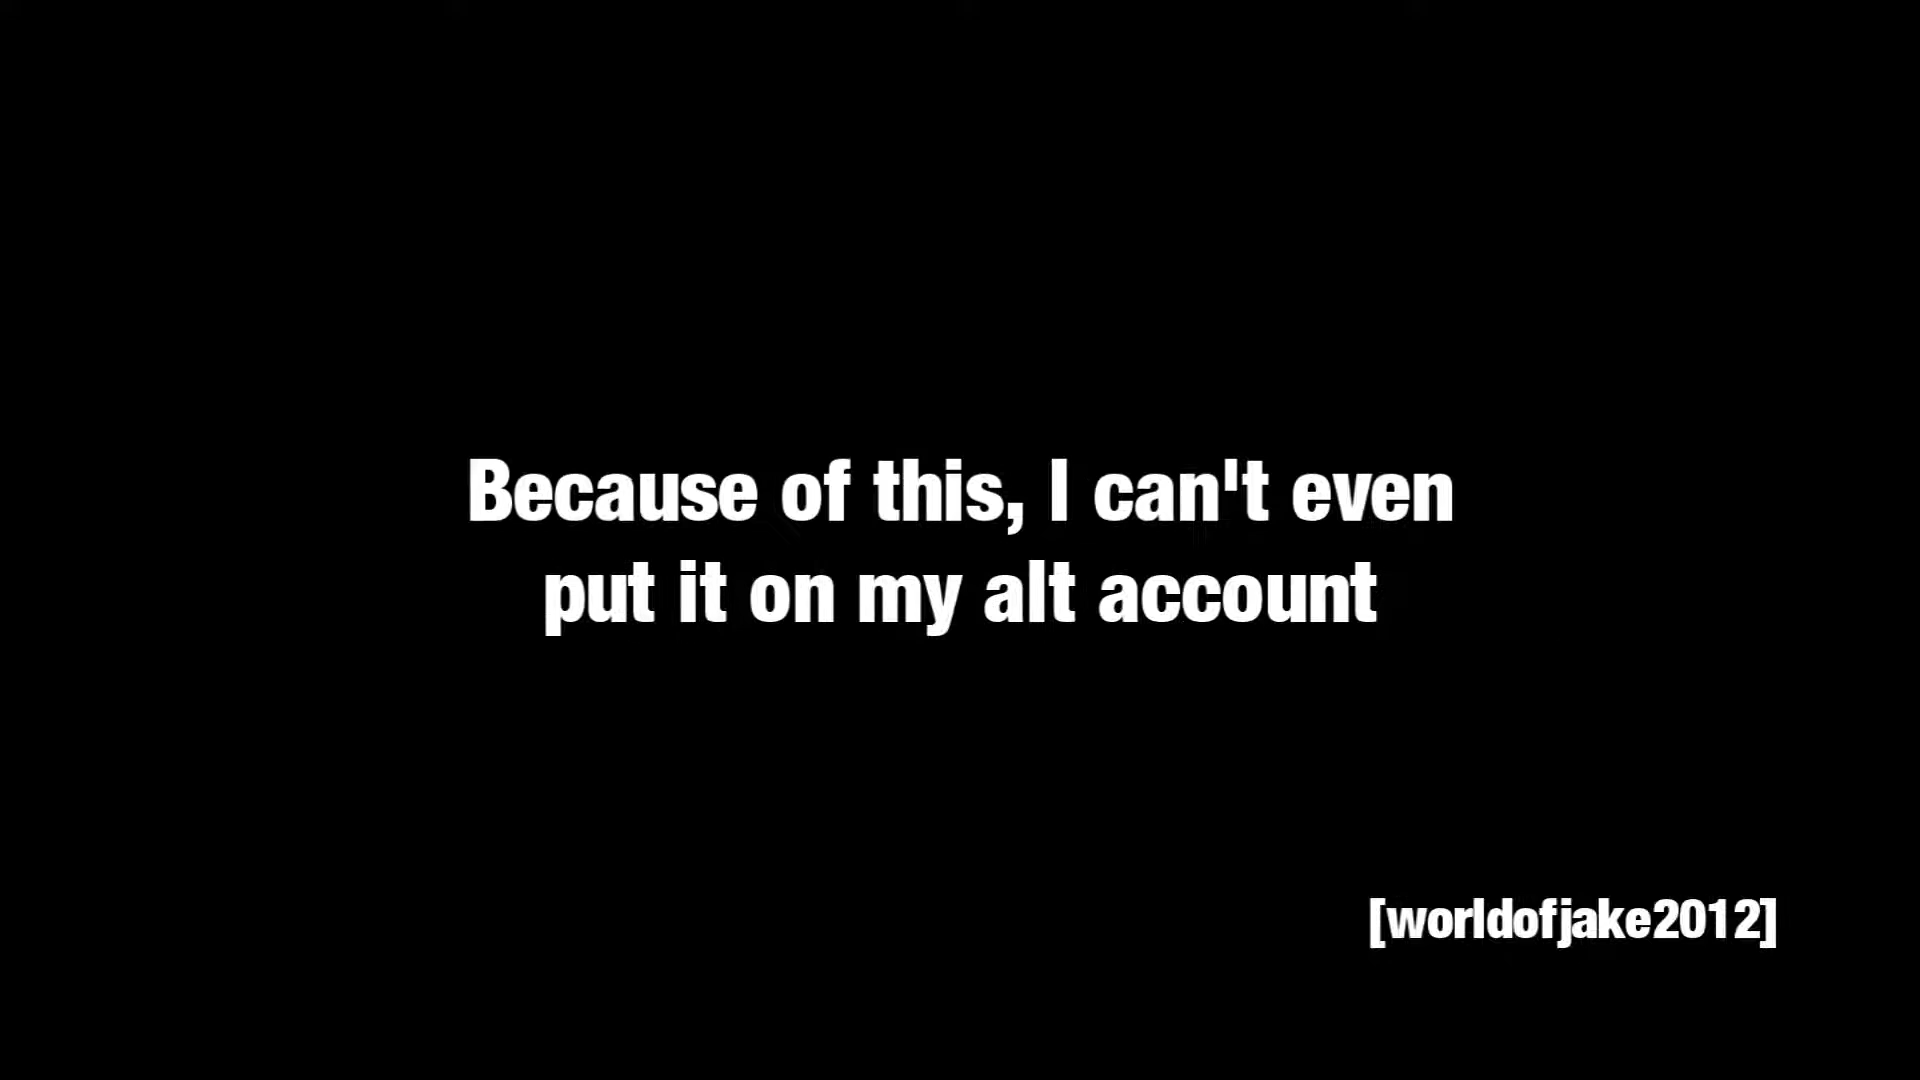 Because of this, I can't even
put it on my alt account
[worldofjake2012]